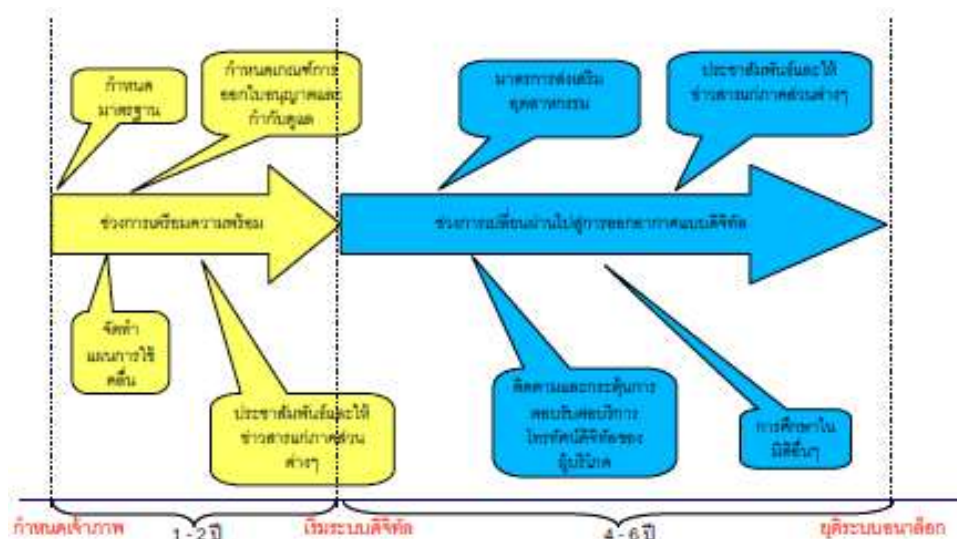 กำหนด
มาตรฐาน
กำหนดเกณฑ์การ
ออกใบอนุญาตและ
กำกับดูแล
มาตรการส่งเสริม
อุตสาหกรรม
ประชาสัมพันธ์และให้
ข่าวสารแก่ภาคส่วนต่างๆ
ช่วงการเตรียมความพร้อม
ช่วงการเปลี่ยนผ่านไปสู่การออกอากาศแบบดิจิทัล
จัดทำ
แผนการใช้
คลื่น
ประชาสัมพันธ์และให้
ข่าวสารแก่ภาคส่วน
ต่างๆ
ติดตามและกระตุ้นการ
ตอบรับต่อบริการ
โทรทัศน์ดิจิทัลของ
ผู้บริโภค
การศึกษาใน
มิติอื่นๆ
กำหนดเจ้าภาพ
1 - 2 ปี
เริ่มระบบดิจิทัล
4 - 6 ปี
ยุติระบบอนาล็อก